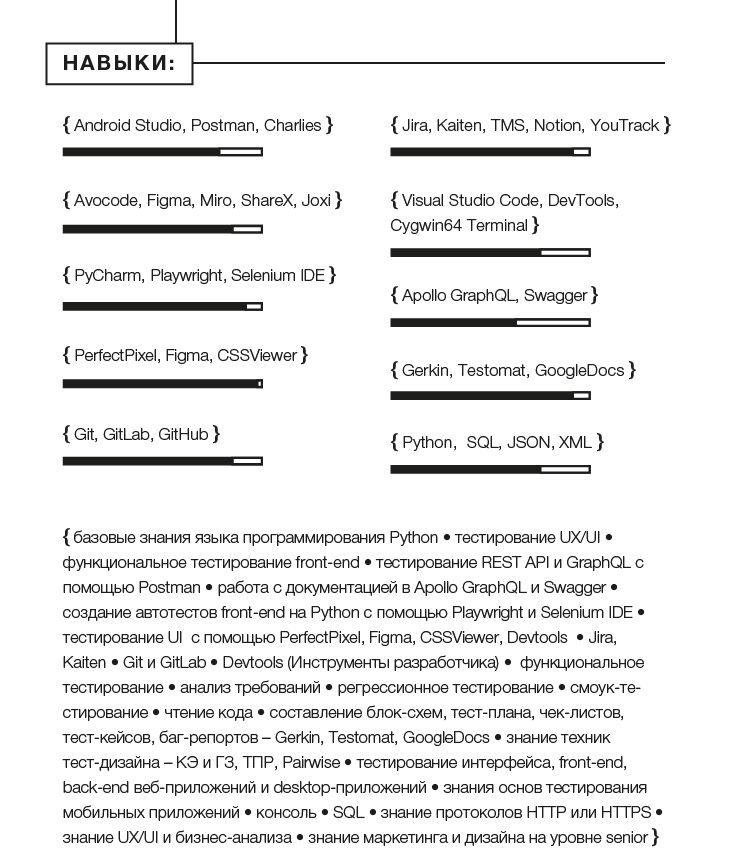 НАВЫКИ:
{ Android Studio, Postman, Charlies }
{ Avocode, Figma, Miro, ShareX, Joxi }
{ PyCharm, Playwright, Selenium IDE }
{ PerfectPixel, Figma, CSSViewer }
{ Git, GitLab, GitHub }
{ Jira, Kaiten, TMS, Notion, YouTrack }
{ Visual Studio Code, DevTools,
Cygwin64 Terminal }
{ Apollo GraphQL, Swagger }
{ Gerkin, Testomat, GoogleDocs }
{ Python,  SQL, JSON, XML }
{ базовые знания языка программирования Python • тестирование UX/UI •
функциональное тестирование front-end • тестирование REST API и GraphQL с
помощью Postman • работа с документацией в Apollo GraphQL и Swagger •
создание автотестов front-end на Python с помощью Playwright и Selenium IDE •
тестирование UI  с помощью PerfectPixel, Figma, CSSViewer, Devtools  • Jira,
Kaiten • Git и GitLab • Devtools (Инструменты разработчика) •  функциональное
тестирование • анализ требований • регрессионное тестирование • смоук-те-
стирование • чтение кода • составление блок-схем, тест-плана, чек-листов,
тест-кейсов, баг-репортов – Gerkin, Testomat, GoogleDocs • знание техник
тест-дизайна – КЭ и ГЗ, ТПР, Pairwise • тестирование интерфейса, front-end,
back-end веб-приложений и desktop-приложений • знания основ тестирования
мобильных приложений • консоль • SQL • знание протоколов HTTP или HTTPS •
знание UX/UI и бизнес-анализа • знание маркетинга и дизайна на уровне senior }